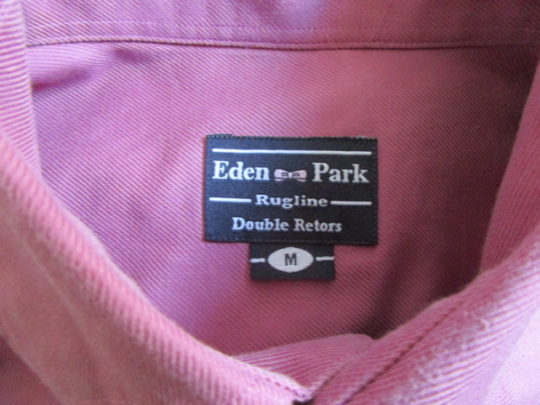 Eden Park
Rugline
Double Retors
M